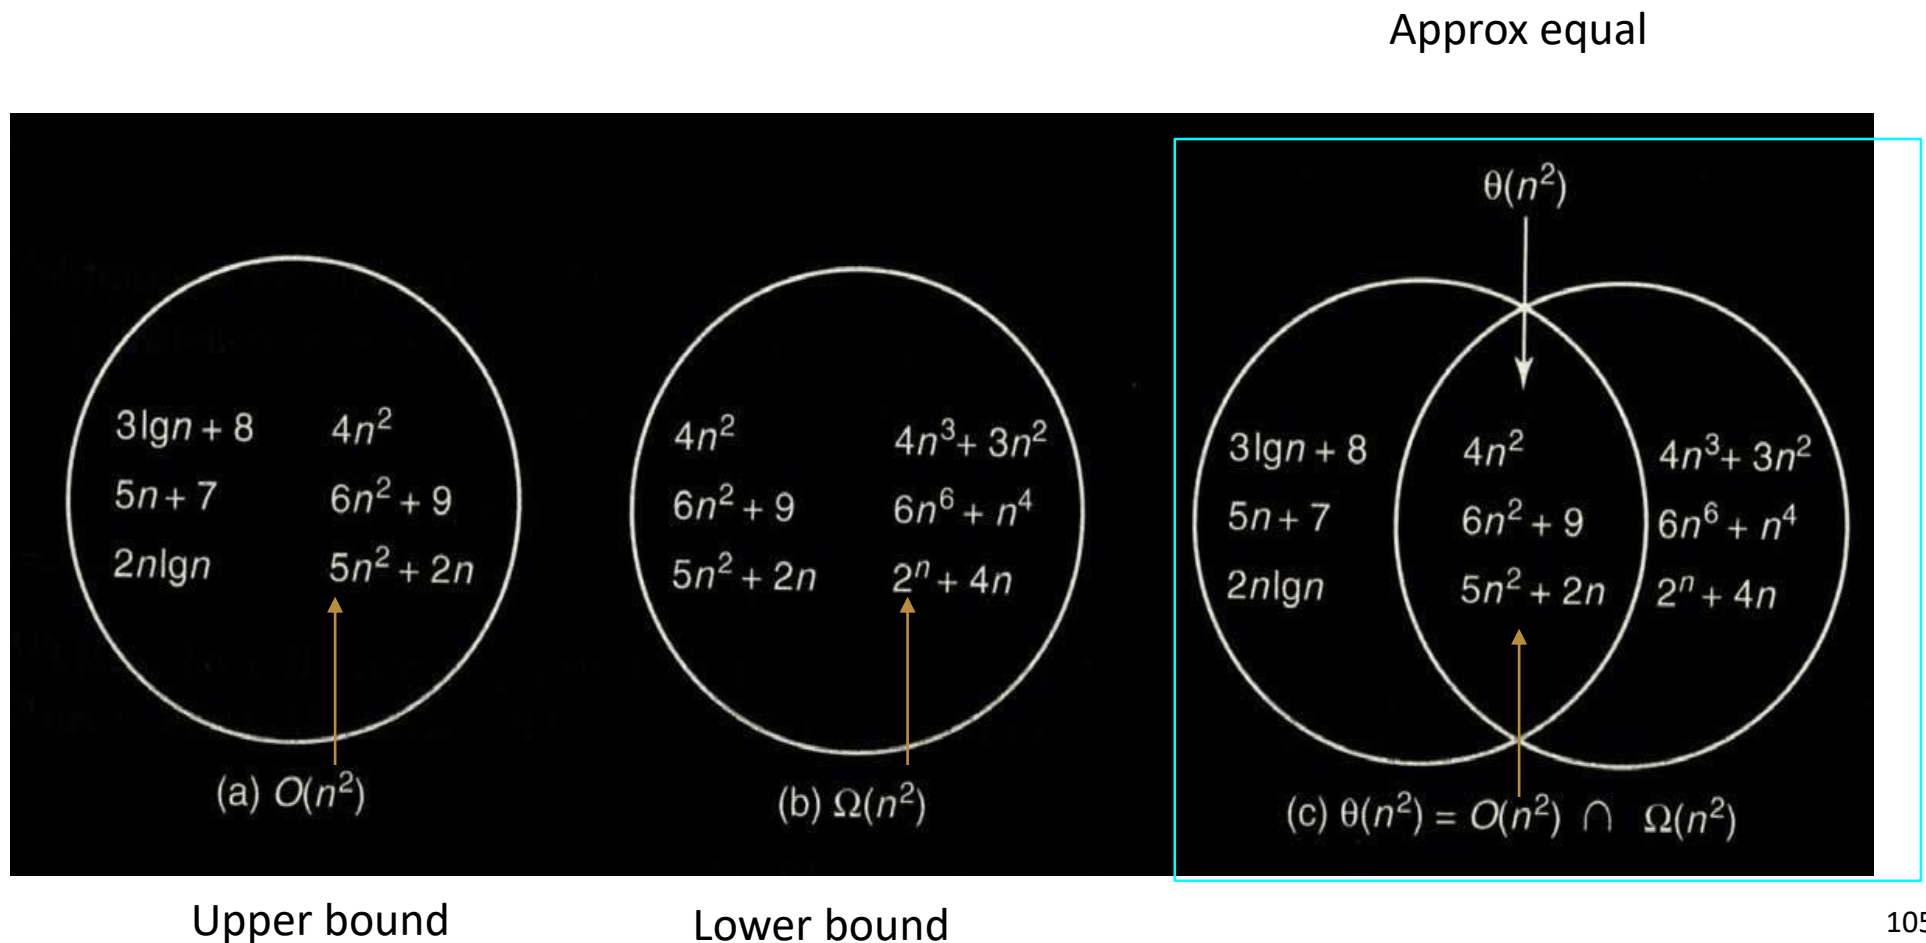 Approx equal
θ(n²)
3lgn + 8 4n²
5n + 7 6n² + 9
2nlgn 5n² + 2n
(a) O(n²)
4n² 4n³+ 3n²
6n² + 9 6n⁶ + n⁴
5n² + 2n 2ⁿ + 4n
(b) Ω(n²)
3lgn + 8 4n² 4n³+ 3n²
5n + 7 6n² + 9 6n⁶ + n⁴
2nlgn 5n² + 2n 2ⁿ + 4n
(c) θ(n²) = O(n²) ∩ Ω(n²)
Upper bound
Lower bound
105